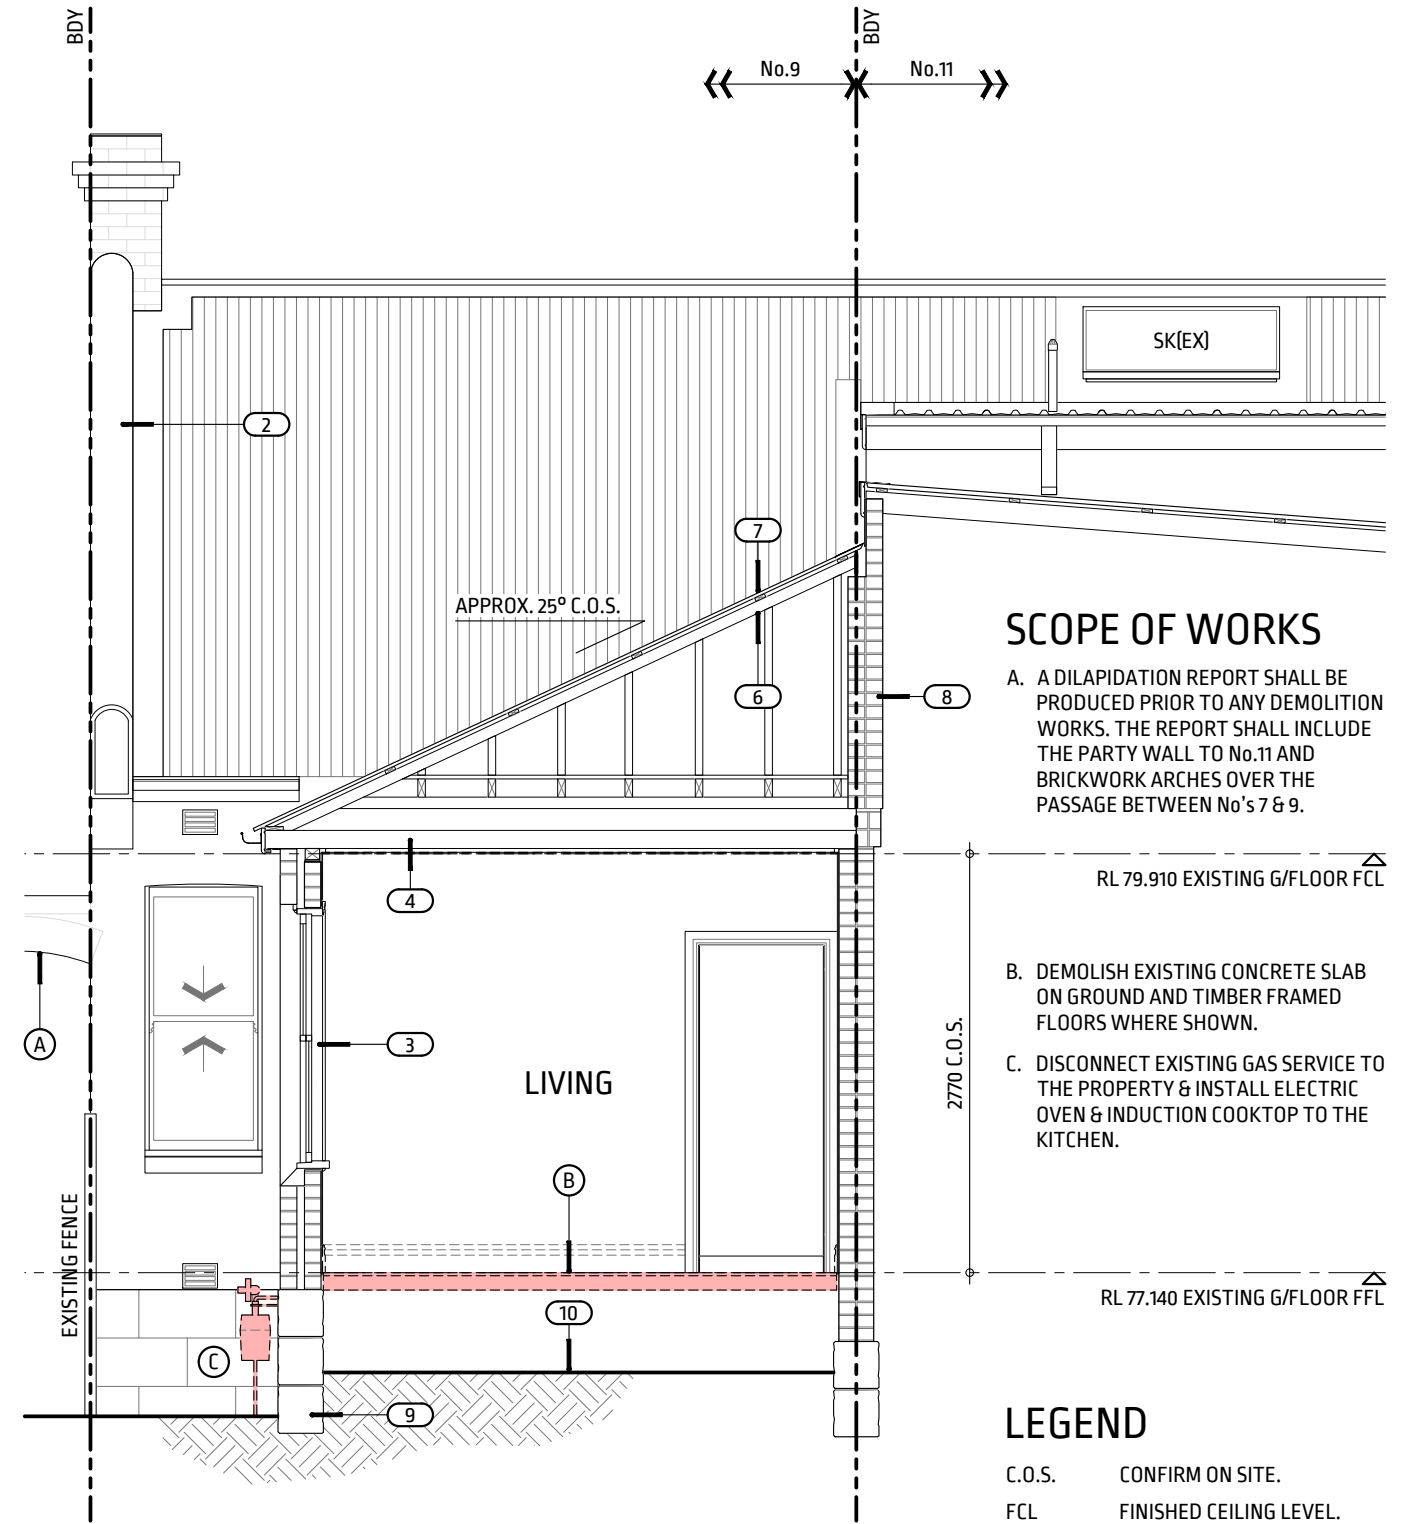 BDY
BDY
No.9
No.11
SK(EX)
2
7
APPROX. 25º C.O.S.
6
8
SCOPE OF WORKS
A. A DILAPIDATION REPORT SHALL BE
PRODUCED PRIOR TO ANY DEMOLITION
WORKS. THE REPORT SHALL INCLUDE
THE PARTY WALL TO No.11 AND
BRICKWORK ARCHES OVER THE
PASSAGE BETWEEN No's 7 & 9.
RL 79.910 EXISTING G/FLOOR FCL
4
B. DEMOLISH EXISTING CONCRETE SLAB
ON GROUND AND TIMBER FRAMED
FLOORS WHERE SHOWN.
A
3
2770 C.O.S.
C. DISCONNECT EXISTING GAS SERVICE TO
THE PROPERTY & INSTALL ELECTRIC
OVEN & INDUCTION COOKTOP TO THE
KITCHEN.
LIVING
B
EXISTING FENCE
RL 77.140 EXISTING G/FLOOR FFL
10
C
9
LEGEND
C.O.S. CONFIRM ON SITE.
FCL FINISHED CEILING LEVEL.